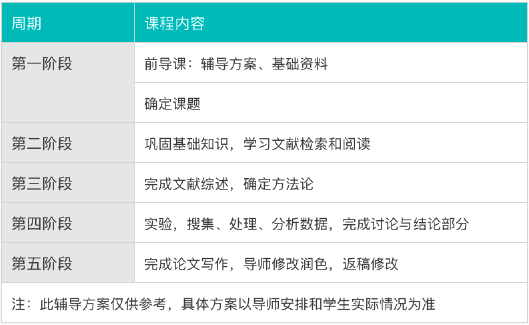 周期 课程内容
第一阶段 前导课：辅导方案、基础资料
确定课题
第二阶段 巩固基础知识，学习文献检索和阅读
第三阶段 完成文献综述，确定方法论
第四阶段 实验，搜集、处理、分析数据，完成讨论与结论部分
第五阶段 完成论文写作，导师修改润色，返稿修改
注：此辅导方案仅供参考，具体方案以导师安排和学生实际情况为准